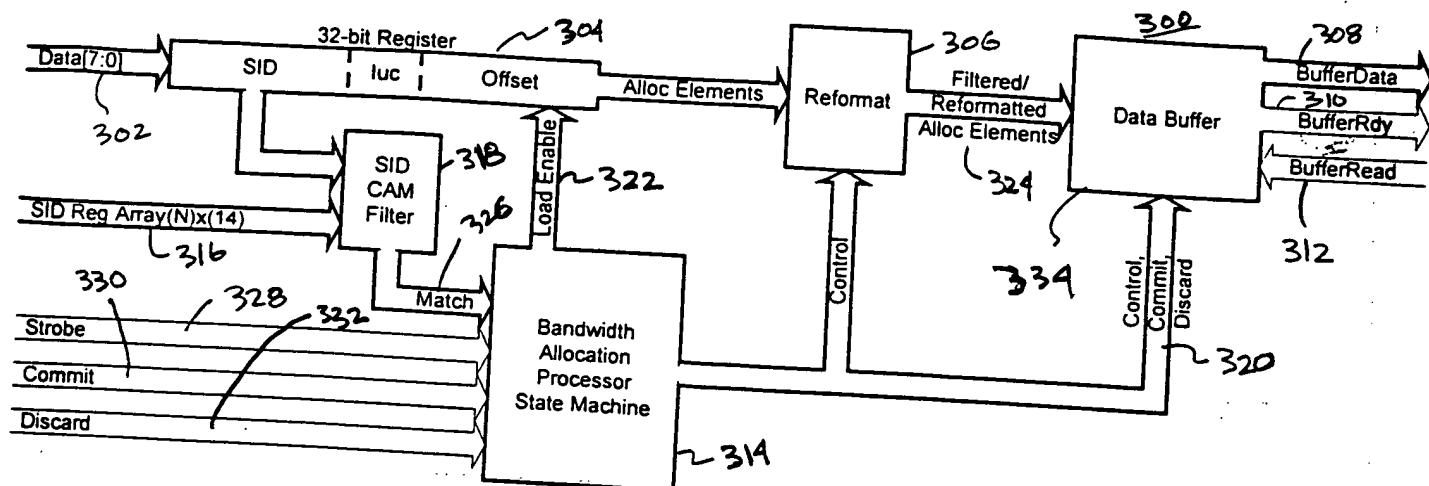 32-bit Register
304
306
300
308
Data[7:0]
SID
Iuc
Offset
Alloc Elements
Reformat
Filtered/
Reformatted
Alloc Elements
Data Buffer
BufferData
310
BufferRdy
BufferRead
302
SID
CAM
Filter
318
Load Enable
322
324
312
SID Reg Array(N)x(14)
316
326
Match
334
Control
Control,
Commit,
Discard
320
330
328
332
Strobe
Commit
Discard
Bandwidth
Allocation
Processor
State Machine
314